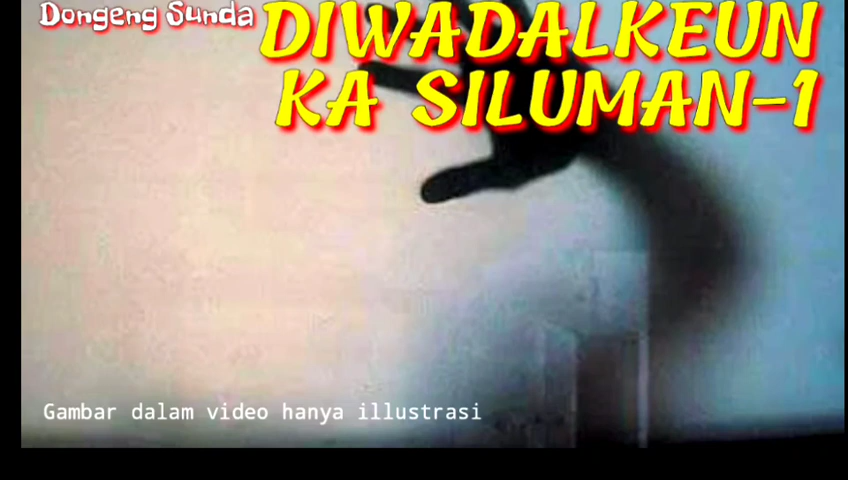 Dongeng Sunda
DIWADALKEUN
KA SILUMAN-1
Gambar dalam video hanya illustrasi